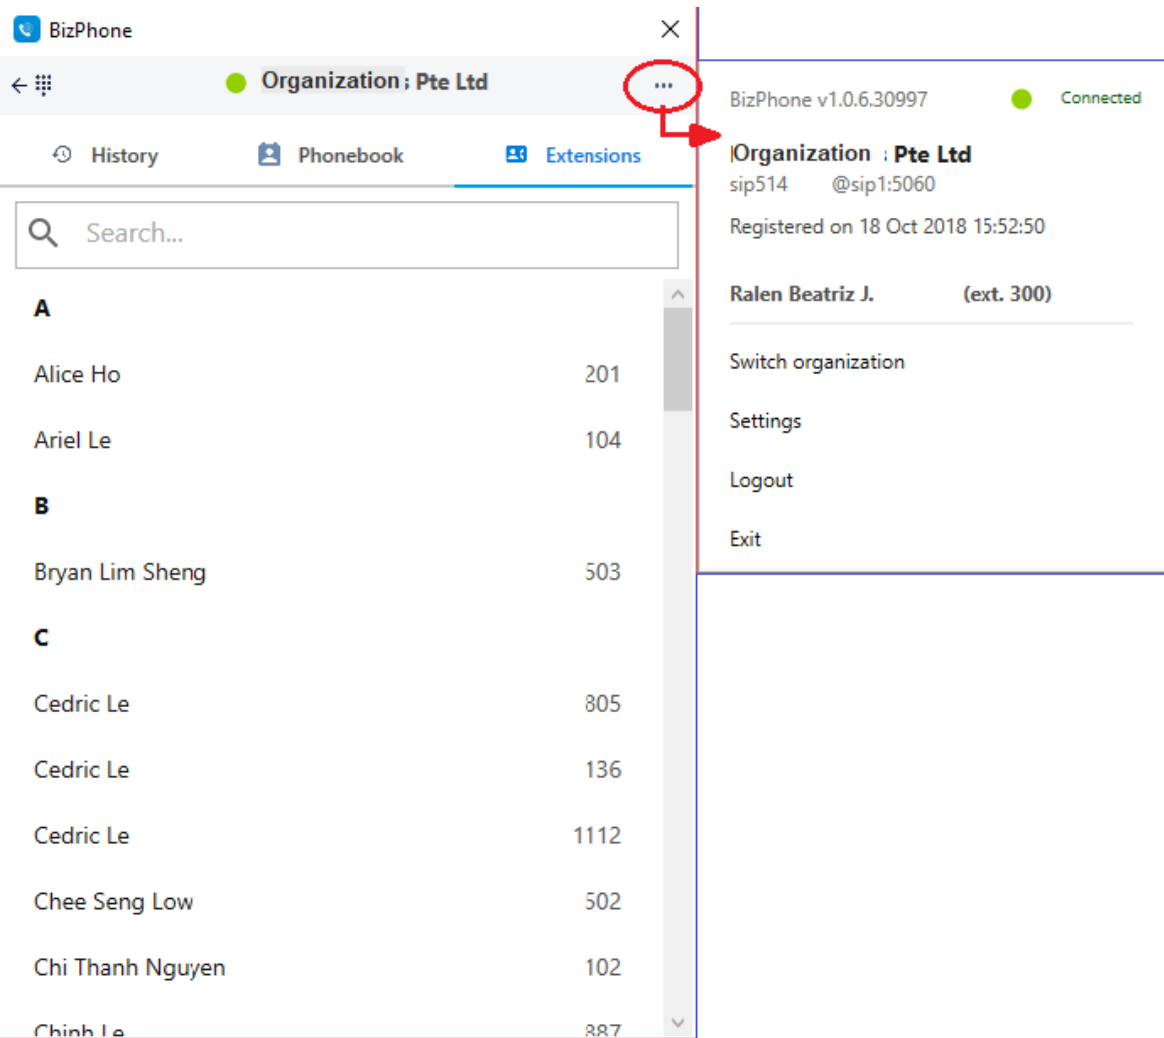 BizPhone
Organization s Pte Ltd
...
History Phonebook Extensions
Search...
A
Alice Ho 201
Ariel Le 104
B
Bryan Lim Sheng 503
C
Cedric Le 805
Cedric Le 136
Cedric Le 1112
Chee Seng Low 502
Chi Thanh Nguyen 102
Chinh Le 887
BizPhone v1.0.6.30997 Connected
Organization s Pte Ltd
sip514 @sip1:5060
Registered on 18 Oct 2018 15:52:50
Ralen Beatriz J. (ext. 300)
Switch organization
Settings
Logout
Exit